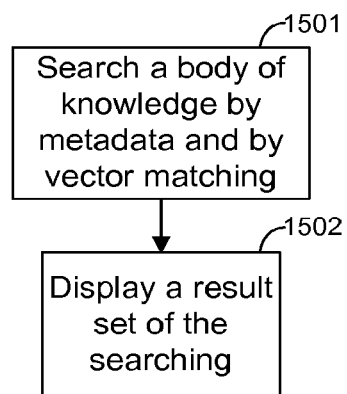 1501
Search a body of
knowledge by
metadata and by
vector matching
1502
Display a result
set of the
searching